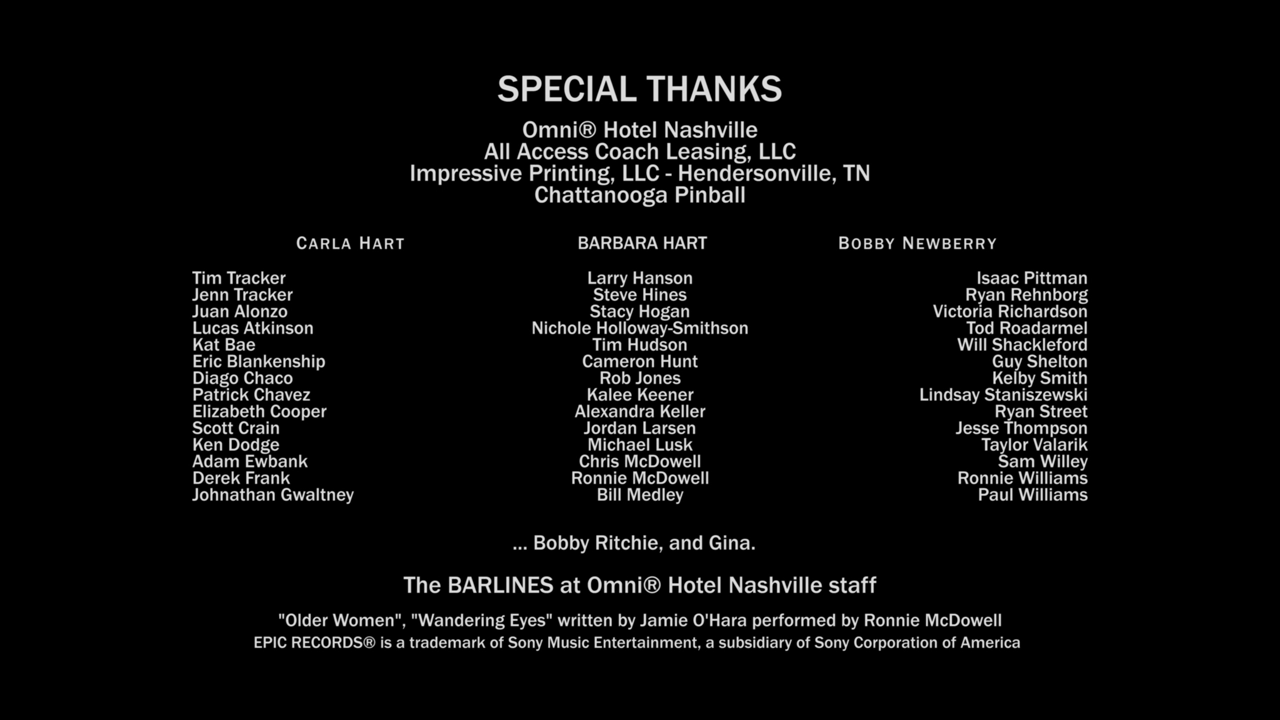 SPECIAL THANKS
Omni® Hotel Nashville
All Access Coach Leasing, LLC
Impressive Printing, LLC - Hendersonville, TN
Chattanooga Pinball
CARLA HART
BARBARA HART
BOBBY NEWBERRY
Tim Tracker
Jenn Tracker
Juan Alonzo
Lucas Atkinson
Kat Bae
Eric Blankenship
Diago Chaco
Patrick Chavez
Elizabeth Cooper
Scott Crain
Ken Dodge
Adam Ewbank
Derek Frank
Johnathan Gwaltney
Larry Hanson
Steve Hines
Stacy Hogan
Nichole Holloway-Smithson
Tim Hudson
Cameron Hunt
Rob Jones
Kalee Keener
Alexandra Keller
Jordan Larsen
Michael Lusk
Chris McDowell
Ronnie McDowell
Bill Medley
Isaac Pittman
Ryan Rehnborg
Victoria Richardson
Tod Roadarmel
Will Shackleford
Guy Shelton
Kelby Smith
Lindsay Staniszewski
Ryan Street
Jesse Thompson
Taylor Valarik
Sam Willey
Ronnie Williams
Paul Williams
... Bobby Ritchie, and Gina.
The BARLINES at Omni® Hotel Nashville staff
"Older Women", "Wandering Eyes" written by Jamie O'Hara performed by Ronnie McDowell
EPIC RECORDS® is a trademark of Sony Music Entertainment, a subsidiary of Sony Corporation of America